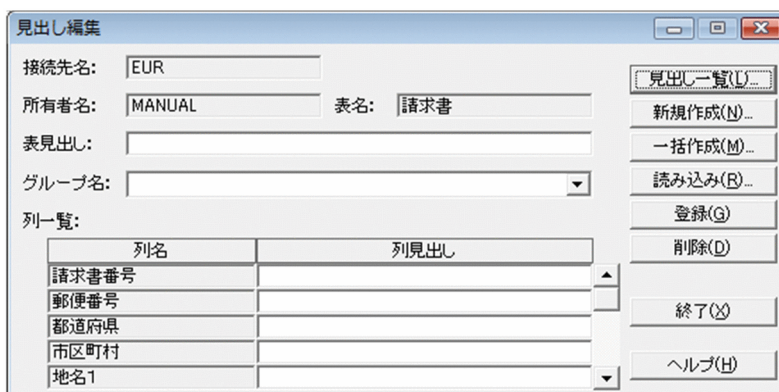 見出し編集
接続先名: EUR
所有者名: MANUAL 表名: 請求書
表見出し:
グループ名:
列一覧:
列名 列見出し
請求書番号
郵便番号
都道府県
市区町村
地名1
見出し一覧(L)...
新規作成(N)...
一括作成(M)...
読み込み(R)...
登録(G)
削除(D)
終了(X)
ヘルプ(H)